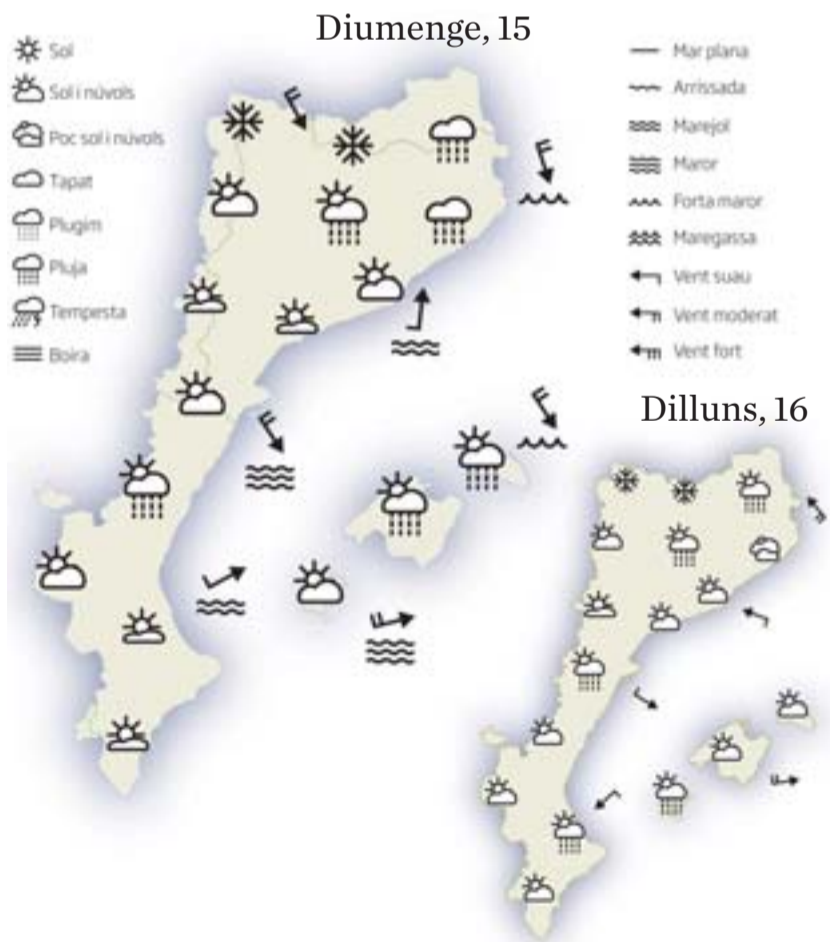 Diumenge, 15
Sol
Sol i núvols
Poc sol i núvols
Tapat
Plugim
Pluja
Tempesta
Boira
Mar plana
Arrissada
Marejol
Maror
Forta maror
Maregassa
Vent suau
Vent moderat
Vent fort
Dilluns, 16